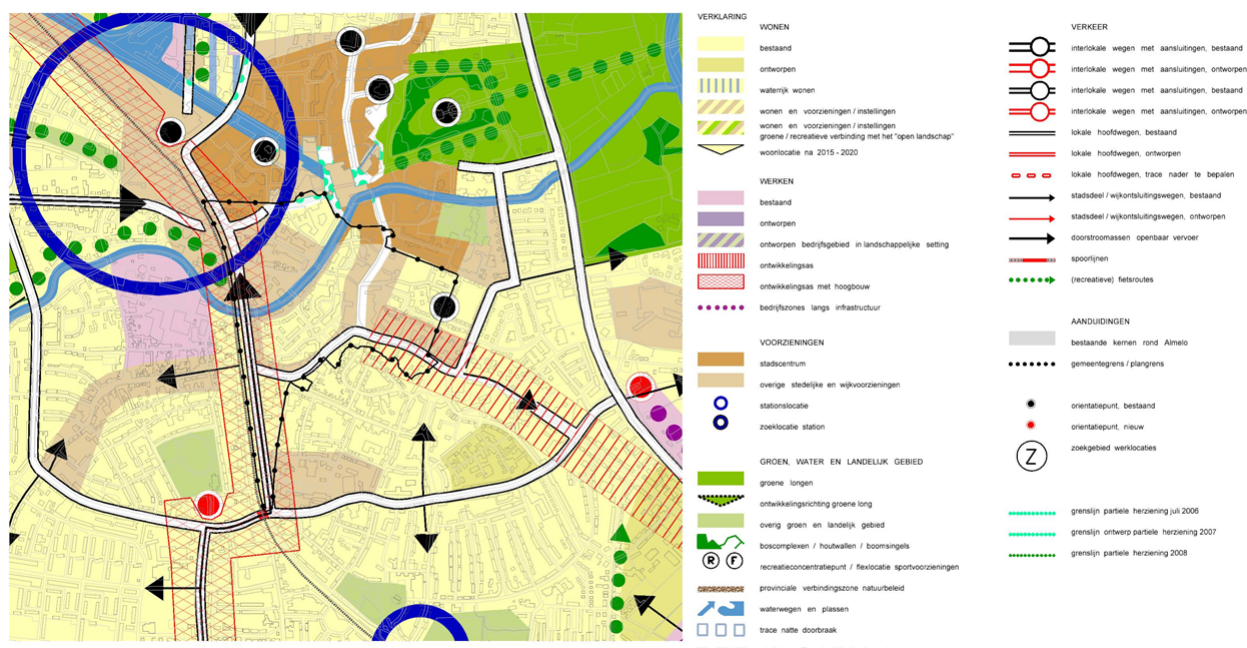 VERKLARING
WONEN
bestaand
ontworpen
waterrijk wonen
wonen en voorzieningen / instellingen
wonen en voorzieningen / instellingen
groene / recreatieve verbinding met het "open landschap"
woonlocatie na 2015 - 2020
WERKEN
bestaand
ontworpen
ontworpen bedrijfsgebied in landschappelijke setting
ontwikkelingsas
ontwikkelingsas met hoogbouw
bedrijfszones langs infrastructuur
VOORZIENINGEN
stadscentrum
overige stedelijke en wijkvoorzieningen
stationslocatie
zoeklocatie station
GROEN, WATER EN LANDELIJK GEBIED
groene longen
ontwikkelingsrichting groene long
overig groen en landelijk gebied
boscomplexen / houtwallen / boomsingels
R F recreatieconcentratiepunt / flexlocatie sportvoorzieningen
provinciale verbindingszone natuurbeleid
waterwegen en plassen
trace natte doorbraak
VERKEER
interlokale wegen met aansluitingen, bestaand
interlokale wegen met aansluitingen, ontworpen
interlokale wegen met aansluitingen, bestaand
interlokale wegen met aansluitingen, ontworpen
lokale hoofdwegen, bestaand
lokale hoofdwegen, ontworpen
lokale hoofdwegen, trace nader te bepalen
stadsdeel / wijkontsluitingswegen, bestaand
stadsdeel / wijkontsluitingswegen, ontworpen
doorstroomassen openbaar vervoer
spoorlijnen
(recreatieve) fietsroutes
AANDUIDINGEN
bestaande kernen rond Almelo
gemeentegrens / plangrens
orientatiepunt, bestaand
orientatiepunt, nieuw
Z zoekgebied werklocaties
grenslijn partiele herziening juli 2006
grenslijn ontwerp partiele herziening 2007
grenslijn partiele herziening 2008